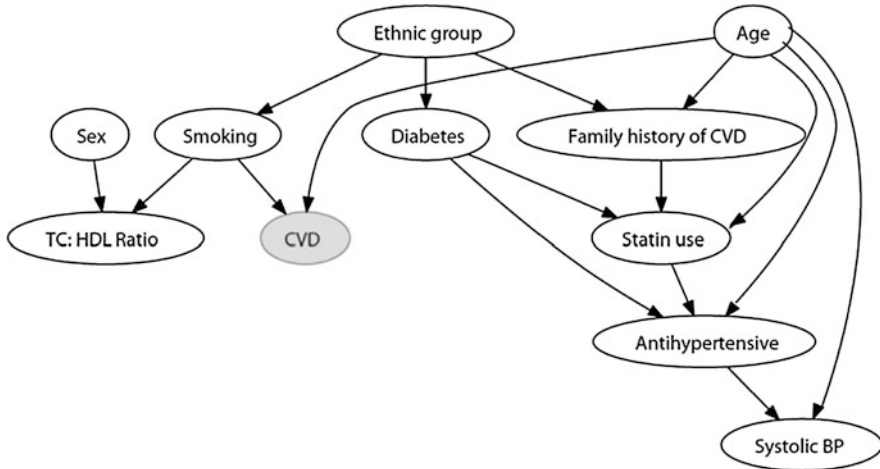 Ethnic group
Age
Sex
Smoking
Diabetes
Family history of CVD
TC: HDL Ratio
CVD
Statin use
Antihypertensive
Systolic BP